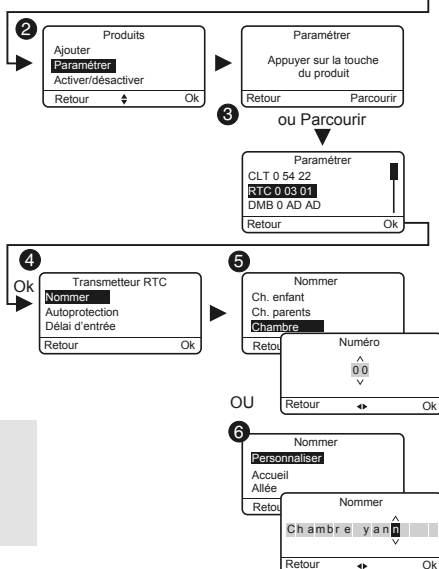 2
Produits
Ajouter
Paramétrer
Activer/désactiver
Retour Ok
Paramétrer
Appuyer sur la touche
du produit
Retour Parcourir
3
ou Parcourir
Paramétrer
CLT 0 54 22
RTC 0 03 01
DMB 0 AD AD
Retour Ok
4
Ok
Transmetteur RTC
Nommer
Autoprotection
Délai d'entrée
Retour Ok
5
Nommer
Ch. enfant
Ch. parents
Chambre
Retou
Numéro
0 0
Retour Ok
OU
6
Nommer
Personnaliser
Accueil
Allée
Retou
Nommer
Chambre yann
Retour Ok